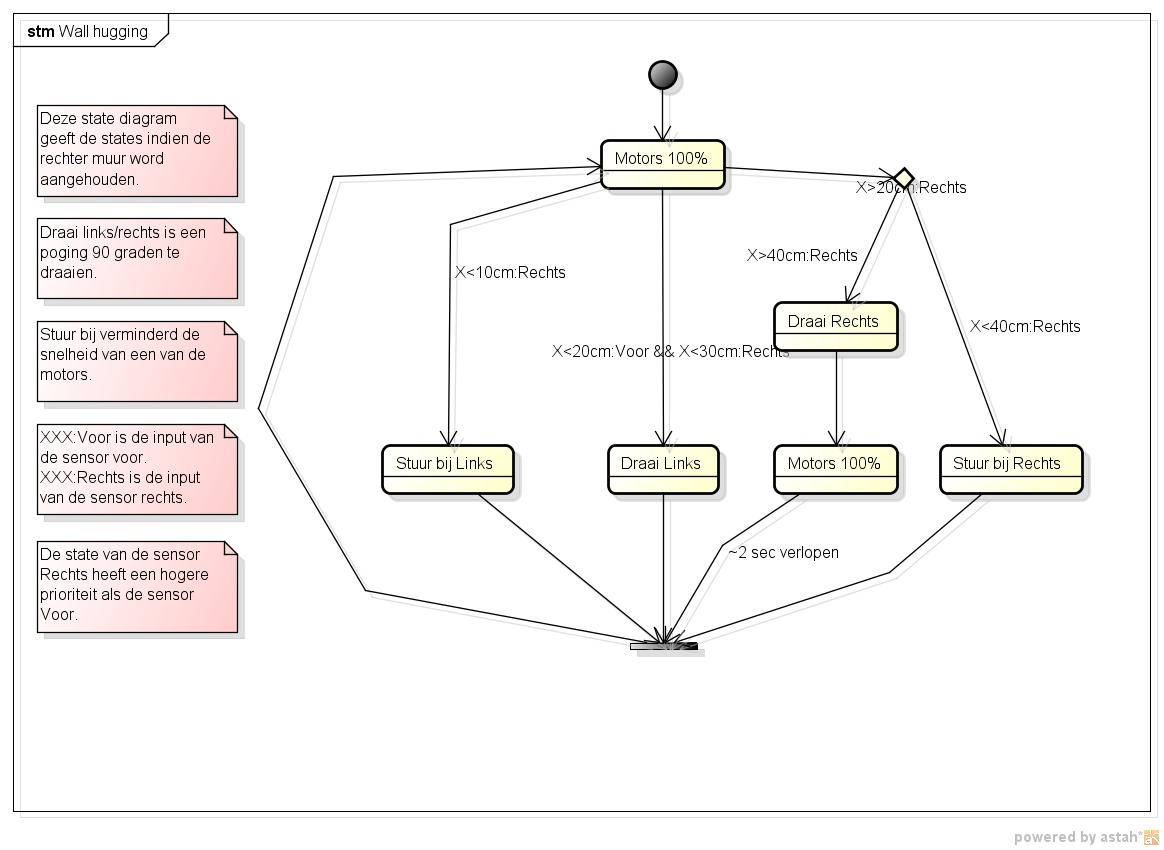 stm Wall hugging
Deze state diagram
geeft de states indien de
rechter muur word
aangehouden.
Draai links/rechts is een
poging 90 graden te
draaien.
Stuur bij verminderd de
snelheid van een van de
motors.
XXX:Voor is de input van
de sensor voor.
XXX:Rechts is de input
van de sensor rechts.
De state van de sensor
Rechts heeft een hogere
prioriteit als de sensor
Voor.
Motors 100%
X>20cm:Rechts
X>40cm:Rechts
X<10cm:Rechts
Draai Rechts
X<40cm:Rechts
X<20cm:Voor && X<30cm:Rechts
Stuur bij Links
Draai Links
Motors 100%
Stuur bij Rechts
~2 sec verlopen
powered by astah*